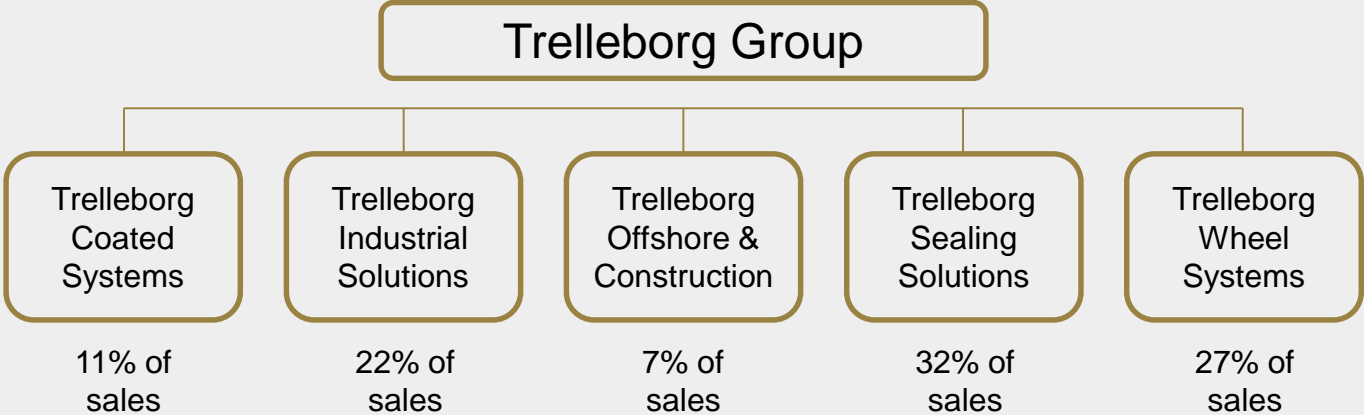 Trelleborg Group
Trelleborg
Coated
Systems
Trelleborg
Industrial
Solutions
Trelleborg
Offshore &
Construction
Trelleborg
Sealing
Solutions
Trelleborg
Wheel
Systems
11% of
sales
22% of
sales
7% of
sales
32% of
sales
27% of
sales